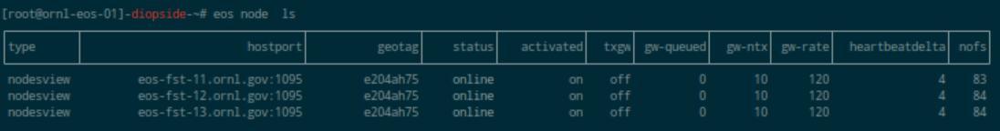 [root@ornl-eos-01]-diopside-~# eos node  ls
type hostport geotag status activated txgw gw-queued gw-ntx gw-rate heartbeatdelta nofs
nodesview eos-fst-11.ornl.gov:1095 e204ah75 online on off 0 10 120 4 83
nodesview eos-fst-12.ornl.gov:1095 e204ah75 online on off 0 10 120 4 84
nodesview eos-fst-13.ornl.gov:1095 e204ah75 online on off 0 10 120 4 84